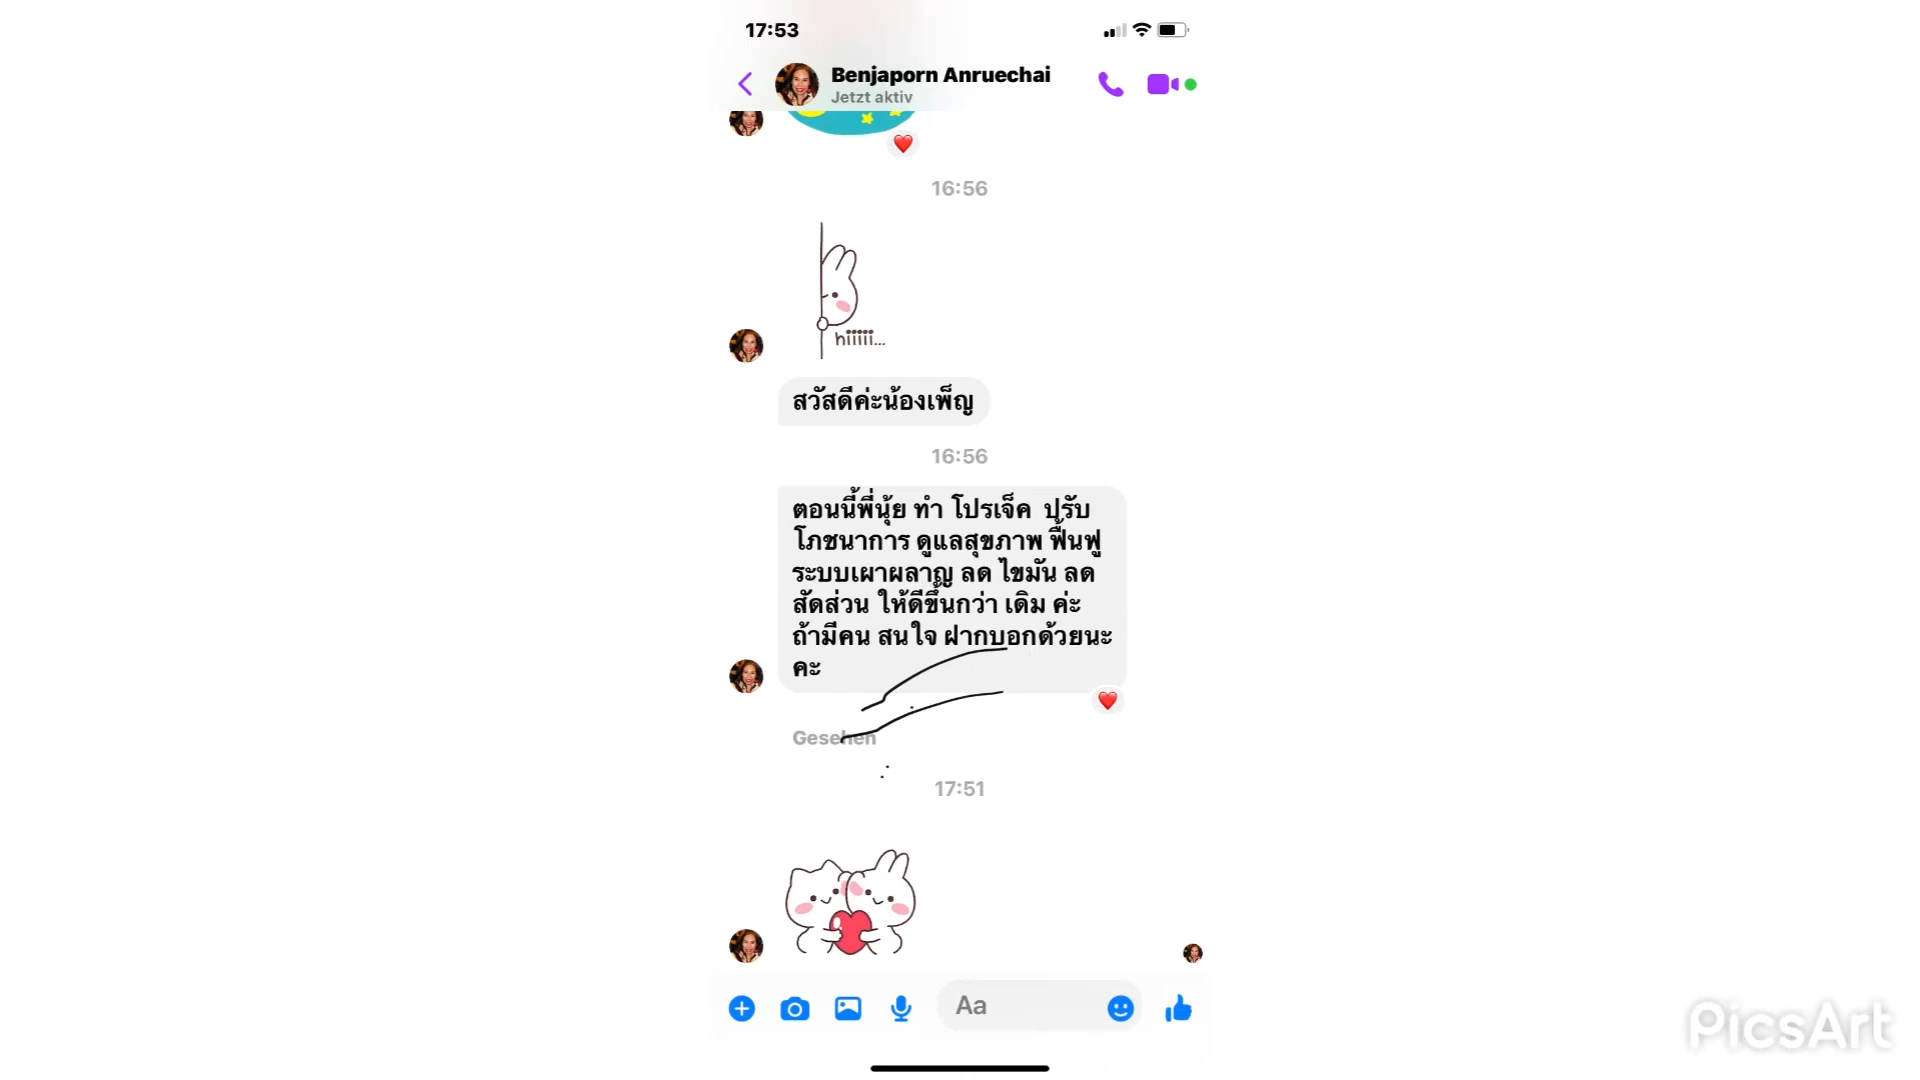 17:53
Benjaporn Anruechai
Jetzt aktiv
16:56
hiiiii...
สวัสดีค่ะน้องเพ็ญ
16:56
ตอนนี้พี่นุ้ย ทำ โปรเจ็ค ปรับ
โภชนาการ ดูแลสุขภาพ ฟื้นฟู
ระบบเผาผลาญ ลด ไขมัน ลด
สัดส่วน ให้ดีขึ้นกว่า เดิม ค่ะ
ถ้ามีคน สนใจ ฝากบอกด้วยนะ
คะ
Gesehen
17:51
Aa
PicsArt